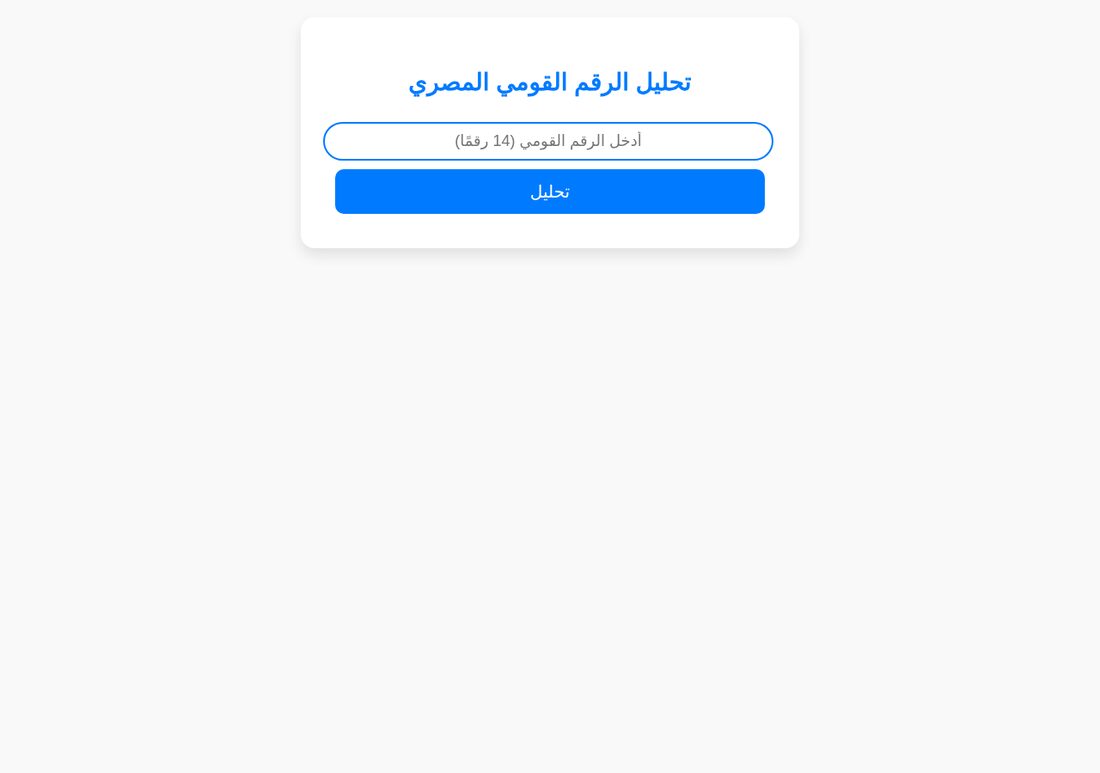 تحليل الرقم القومي المصري
أدخل الرقم القومي (14 رقمًا)
تحليل